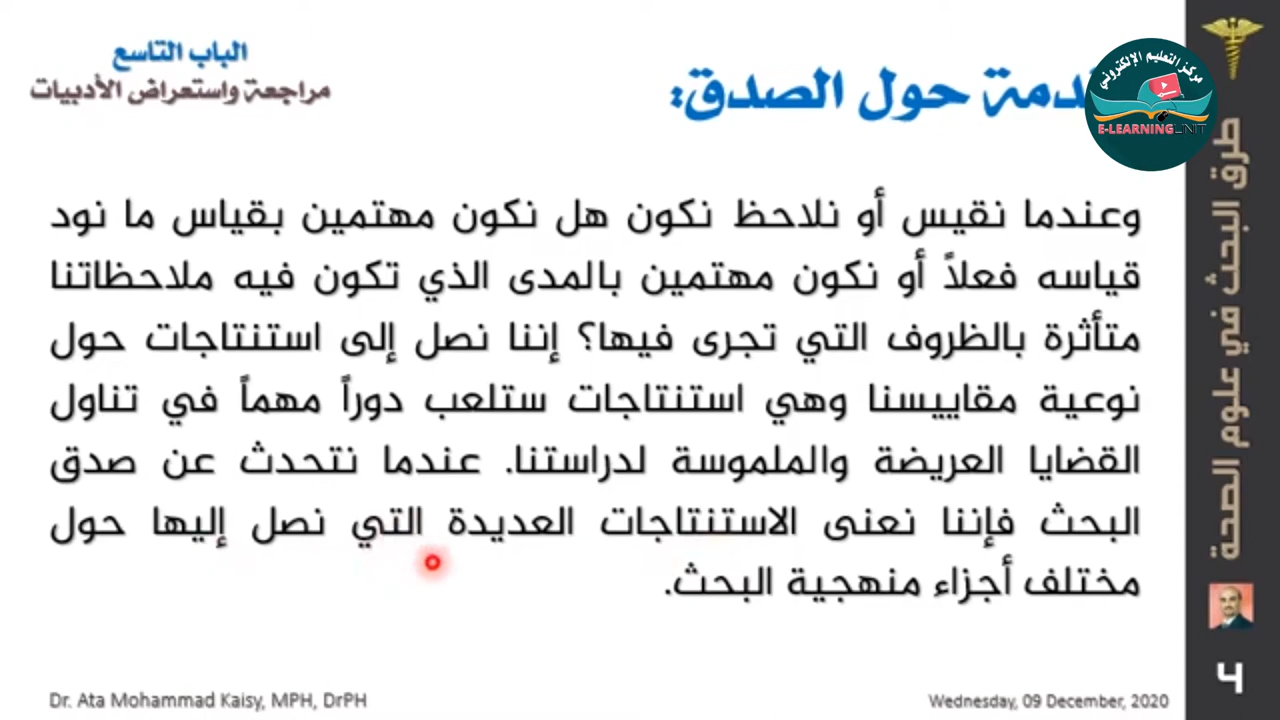 الباب التاسع
مراجعة واستعراض الأدبيات
حول الصدق:
مركز التعليم الإلكتروني
E-LEARNING UNIT
وعندما نقيس أو نلاحظ نكون هل نكون مهتمين بقياس ما نود
قياسه فعلاً أو نكون مهتمين بالمدى الذي تكون فيه ملاحظاتنا
متأثرة بالظروف التي تجرى فيها؟ إننا نصل إلى استنتاجات حول
نوعية مقاييسنا وهي استنتاجات ستلعب دوراً مهماً في تناول
القضايا العريضة والملموسة لدراستنا. عندما نتحدث عن صدق
البحث فإننا نعنى الاستنتاجات العديدة التي نصل إليها حول
مختلف أجزاء منهجية البحث.
طرق البحث في علوم الصحة
٤
Dr. Ata Mohammad Kaisy, MPH, DrPH
Wednesday, 09 December, 2020